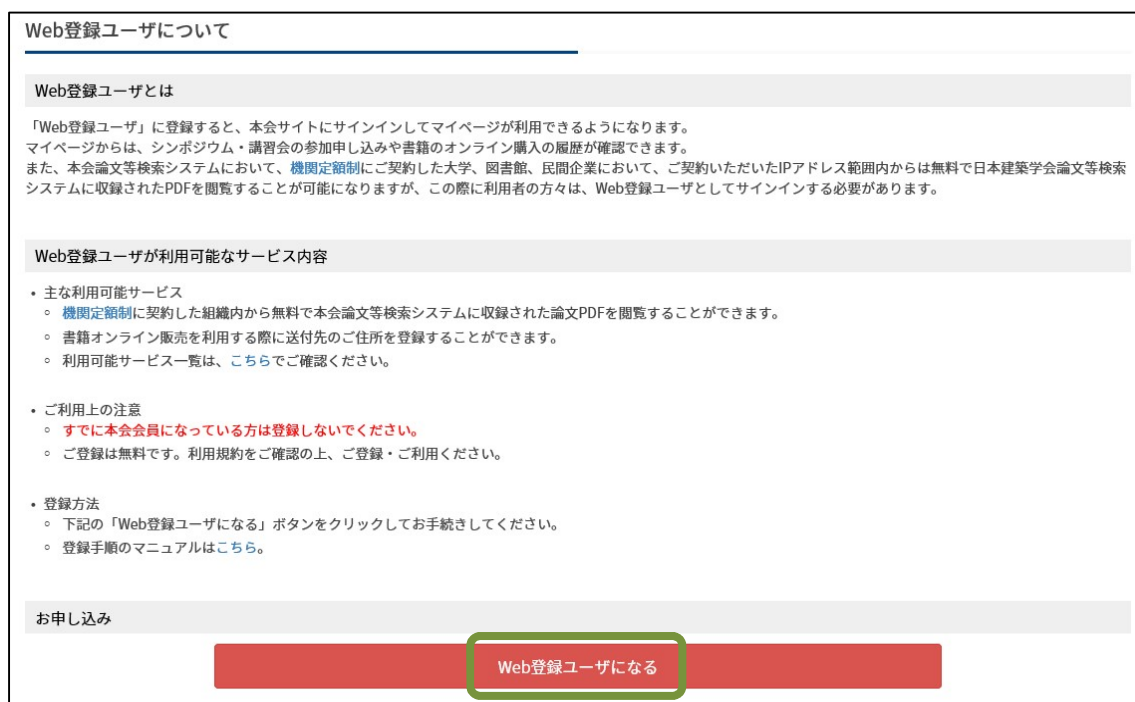 Web登録ユーザについて
Web登録ユーザとは
「Web登録ユーザ」に登録すると、本会サイトにサインインしてマイページが利用できるようになります。
マイページからは、シンポジウム・講習会の参加申し込みや書籍のオンライン購入の履歴が確認できます。
また、本会論文等検索システムにおいて、機関定額制にご契約した大学、図書館、民間企業において、ご契約いただいたIPアドレス範囲内からは無料で日本建築学会論文等検索
システムに収録されたPDFを閲覧することが可能になりますが、この際に利用者の方々は、Web登録ユーザとしてサインインする必要があります。
Web登録ユーザが利用可能なサービス内容
• 主な利用可能サービス
◦ 機関定額制に契約した組織内から無料で本会論文等検索システムに収録された論文PDFを閲覧することができます。
◦ 書籍オンライン販売を利用する際に送付先のご住所を登録することができます。
◦ 利用可能サービス一覧は、こちらでご確認ください。
• ご利用上の注意
◦ すでに本会会員になっている方は登録しないでください。
◦ ご登録は無料です。利用規約をご確認の上、ご登録・ご利用ください。
• 登録方法
◦ 下記の「Web登録ユーザになる」ボタンをクリックしてお手続きしてください。
◦ 登録手順のマニュアルはこちら。
お申し込み
Web登録ユーザになる